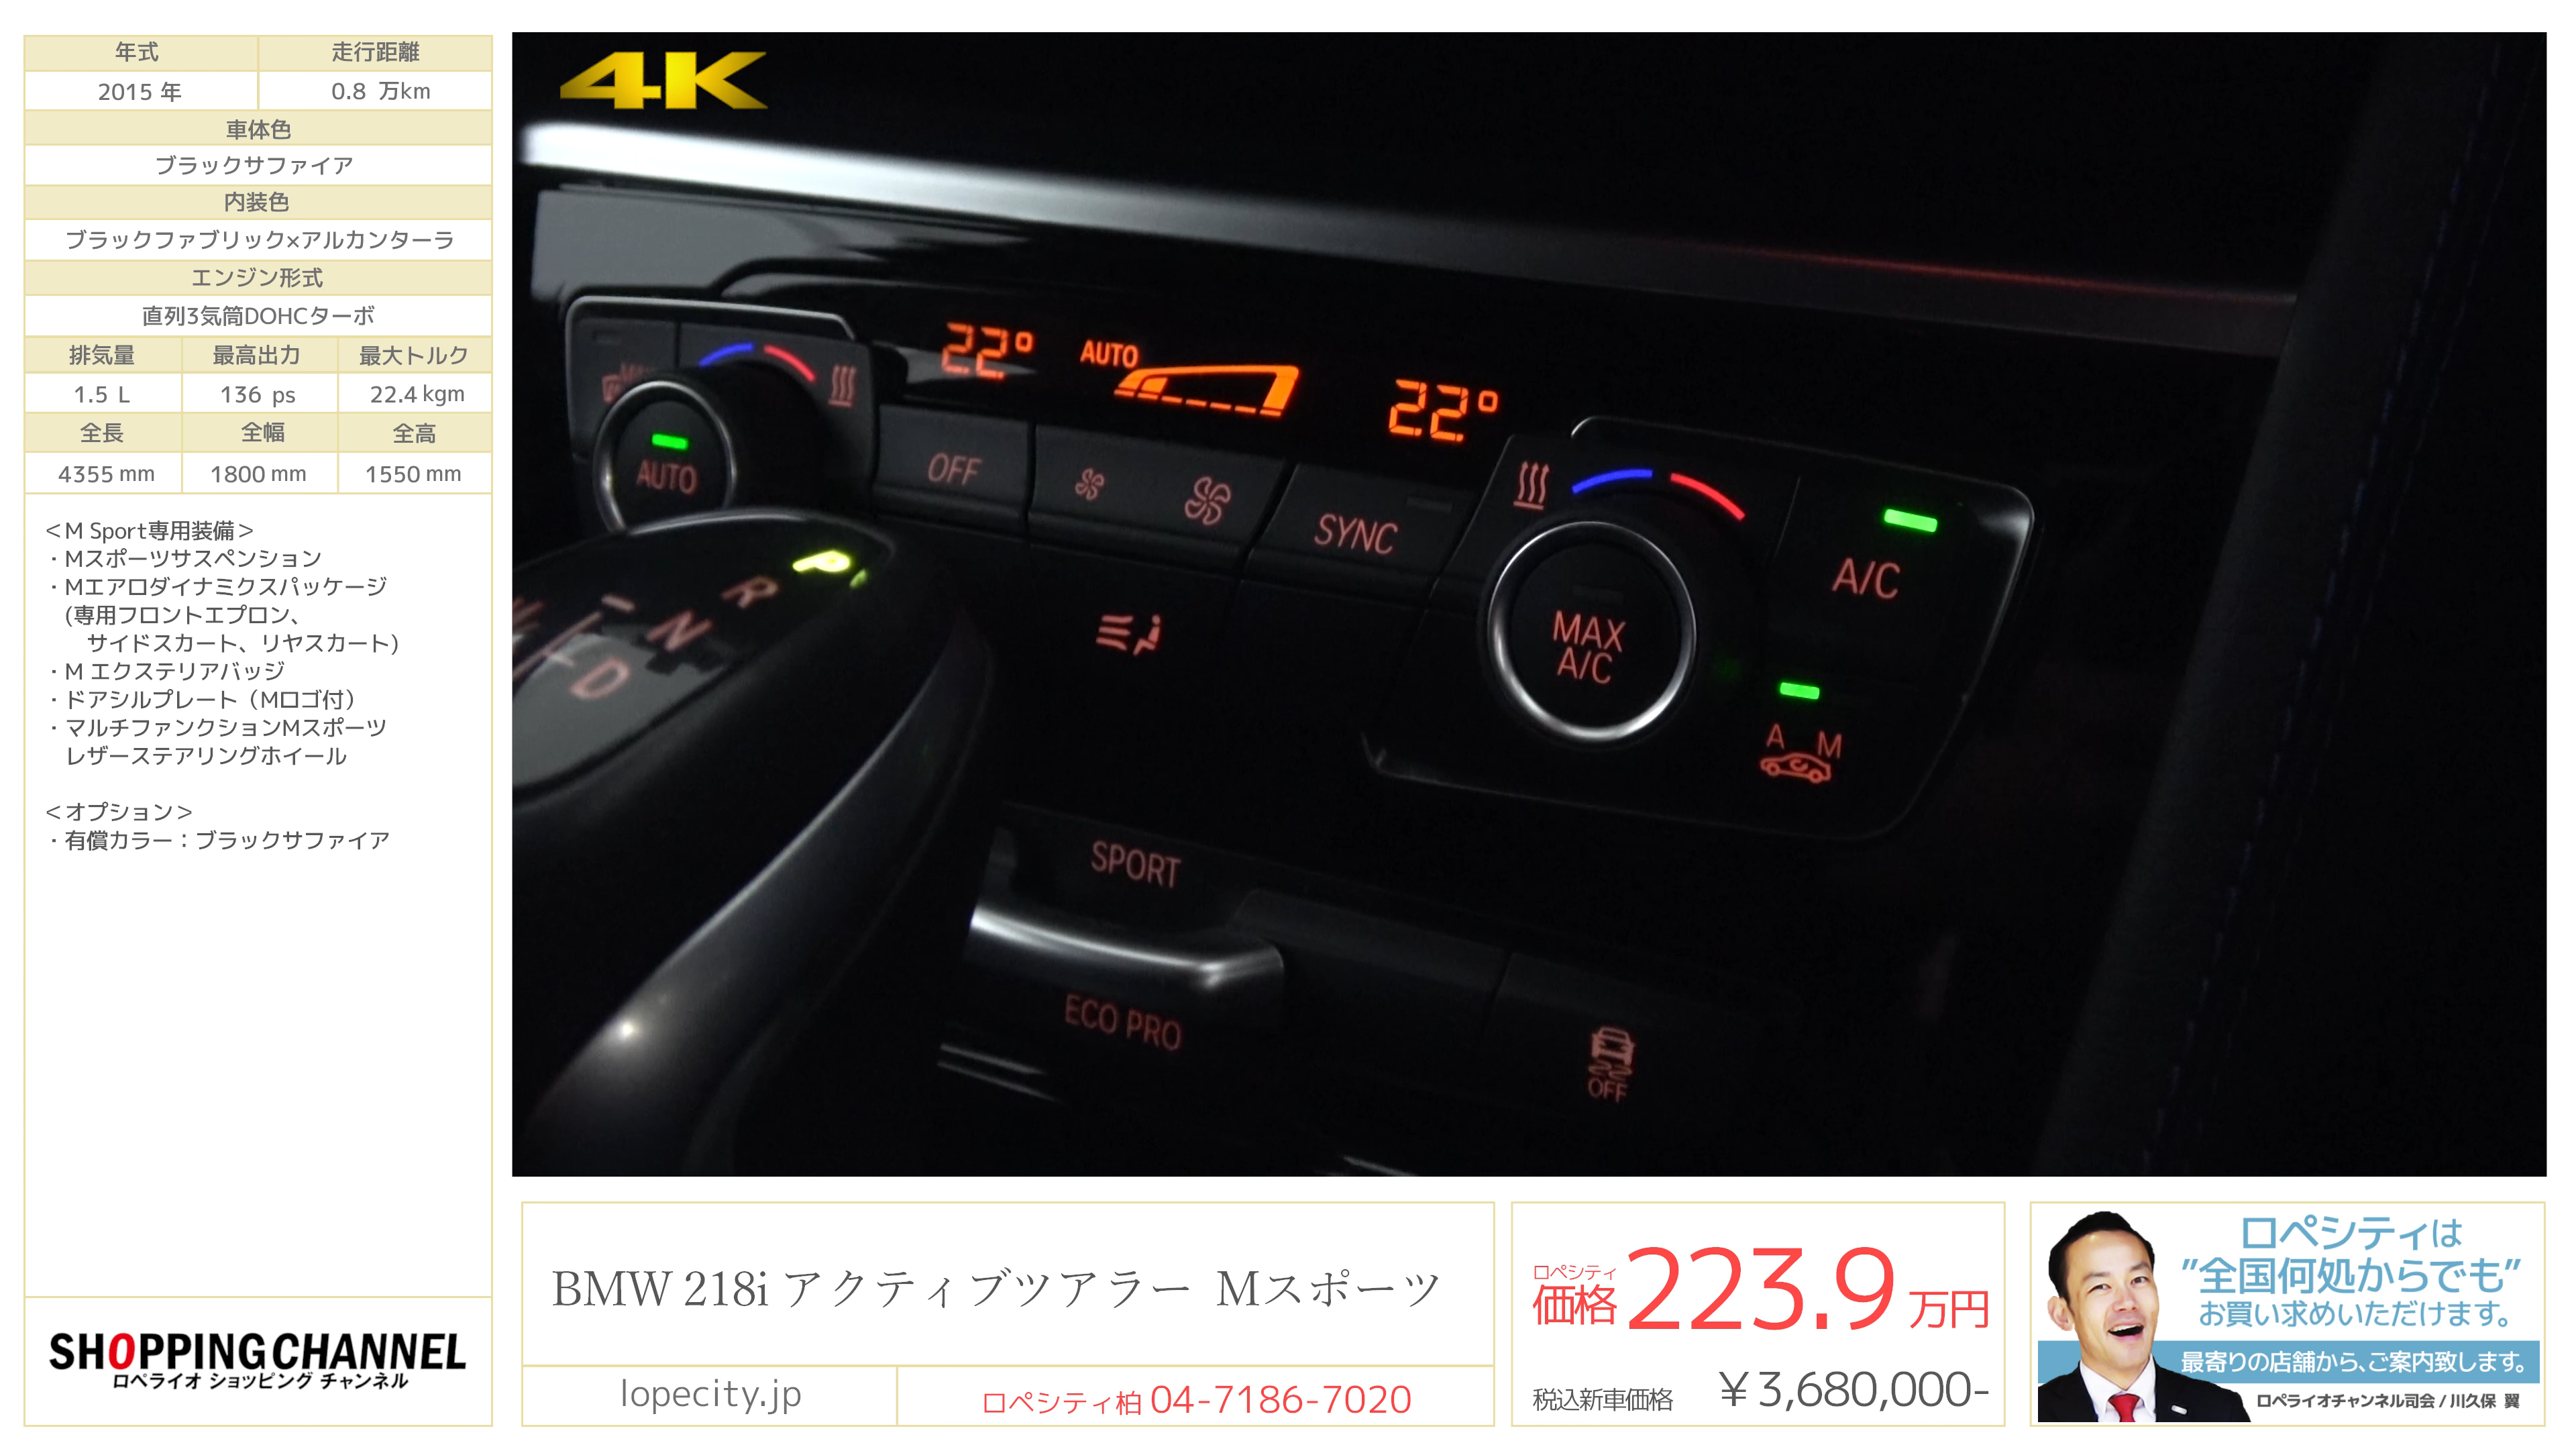 年式 走行距離
2015 年 0.8 万km
車体色
ブラックサファイア
内装色
ブラックファブリック×アルカンターラ
エンジン形式
直列3気筒DOHCターボ
排気量 最高出力 最大トルク
1.5 L 136 ps 22.4 kgm
全長 全幅 全高
4355 mm 1800 mm 1550 mm
＜M Sport専用装備＞
・Mスポーツサスペンション
・Mエアロダイナミクスパッケージ
(専用フロントエプロン、
サイドスカート、リヤスカート)
・M エクステリアバッジ
・ドアシルプレート（Mロゴ付）
・マルチファンクションMスポーツ
レザーステアリングホイール
＜オプション＞
・有償カラー：ブラックサファイア
SHOPPING CHANNEL
ロペライオ ショッピング チャンネル
4K
22° AUTO 22°
AUTO
OFF
SYNC
A/C
MAX
A/C
A M
P
R
N
D
SPORT
ECO PRO
OFF
BMW 218i アクティブツアラー Mスポーツ
lopecity.jp
ロペシティ柏 04-7186-7020
ロペシティ
価格 223.9 万円
税込新車価格 ￥3,680,000-
ロペシティは
”全国何処からでも”
お買い求めいただけます。
最寄りの店舗から、ご案内致します。
ロペライオチャンネル司会 / 川久保 翼